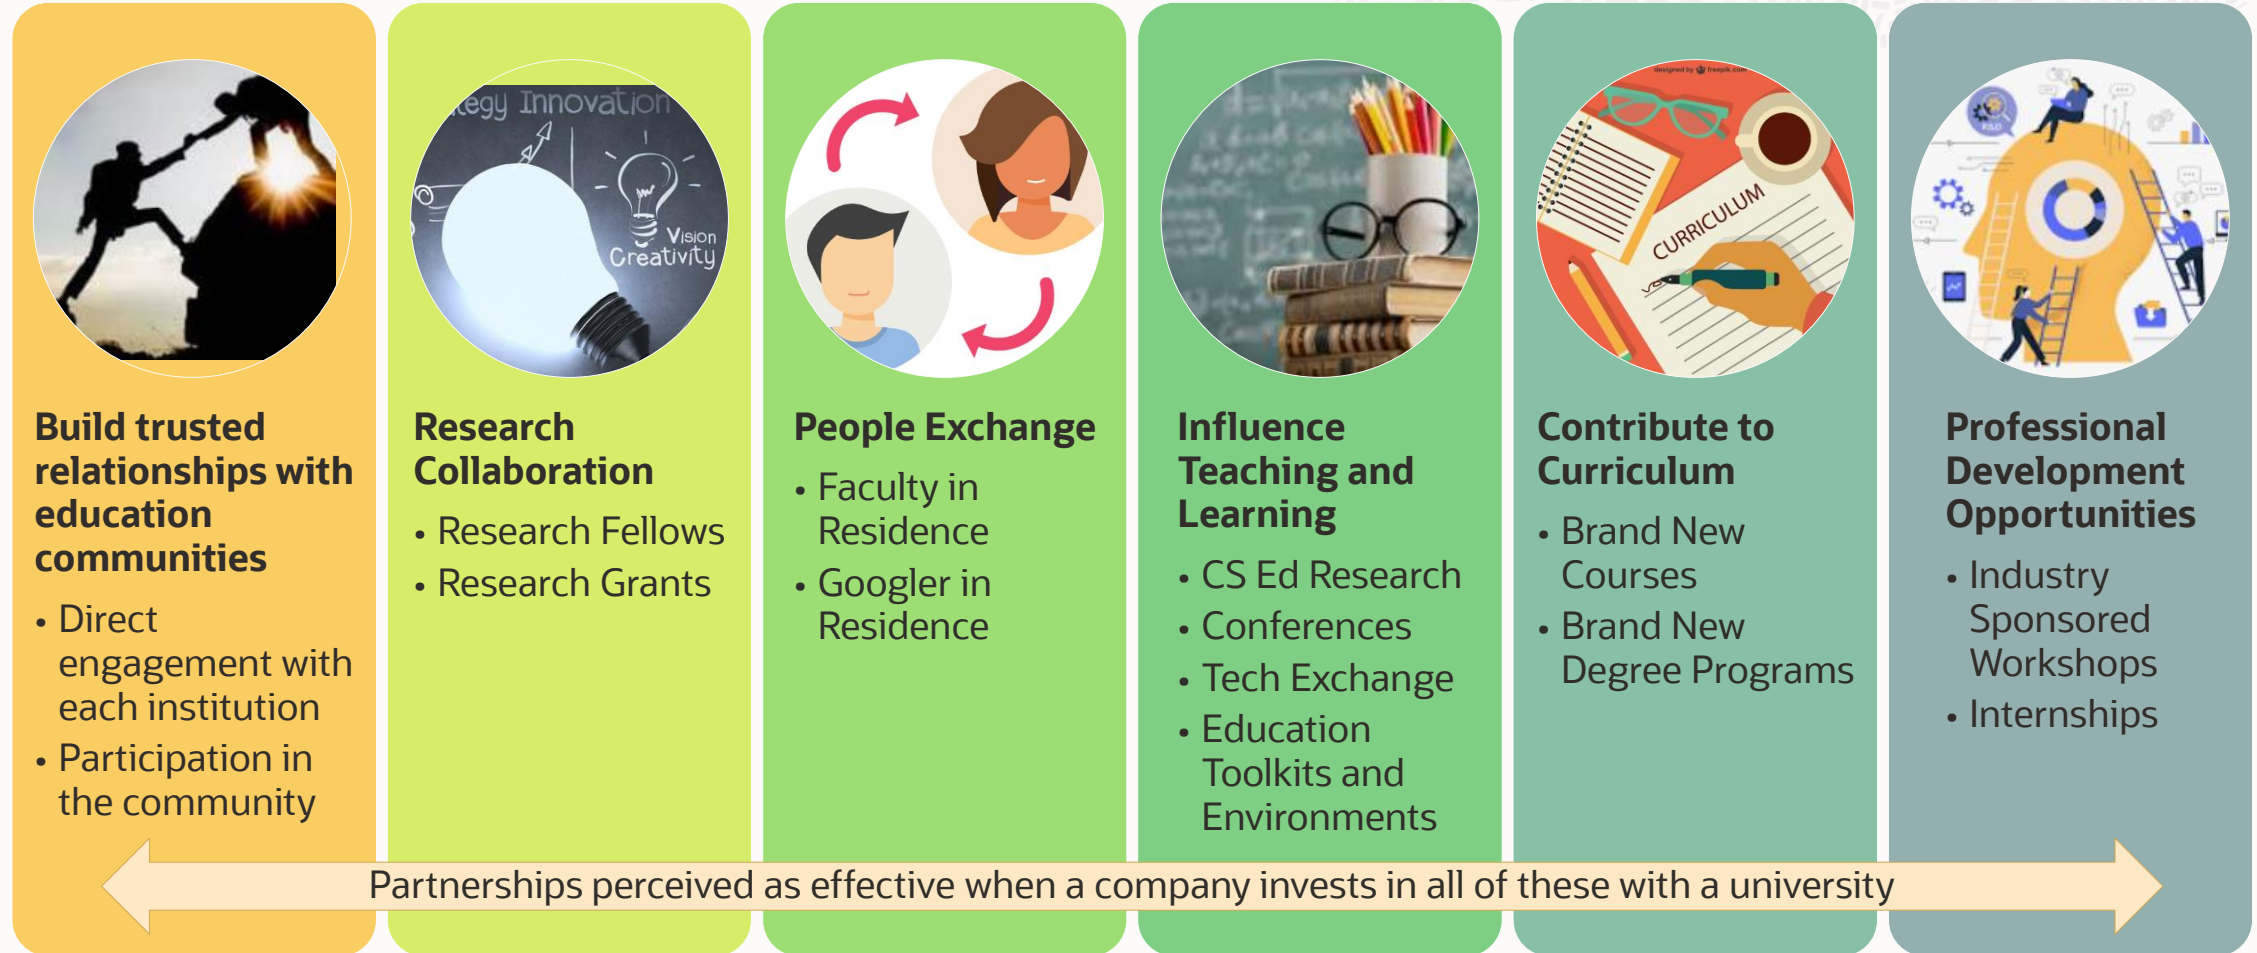 Build trusted
relationships with
education
communities
• Direct
engagement with
each institution
• Participation in
the community
egy Innovation
Vision
Creativity
Research
Collaboration
• Research Fellows
• Research Grants
People Exchange
• Faculty in
Residence
• Googler in
Residence
Influence
Teaching and
Learning
• CS Ed Research
• Conferences
• Tech Exchange
• Education
Toolkits and
Environments
designed by freepik.com
CURRICULUM
Contribute to
Curriculum
• Brand New
Courses
• Brand New
Degree Programs
Professional
Development
Opportunities
• Industry
Sponsored
Workshops
• Internships
Partnerships perceived as effective when a company invests in all of these with a university